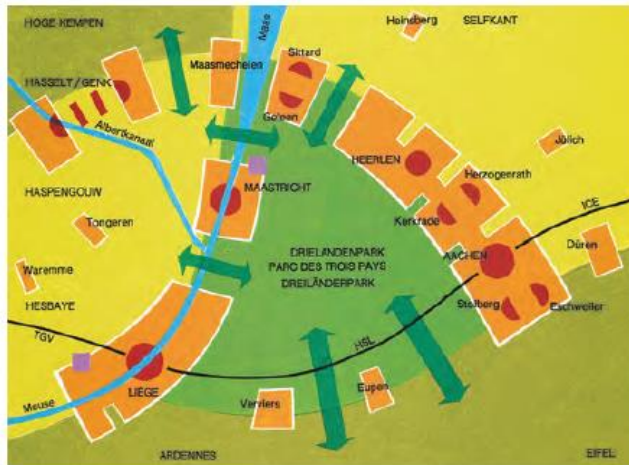 HOGE KEMPEN
Heinsberg
SELFKANT
Maas
Maasmechelen
Sittard
HASSELT/GENK
Geleen
Albertkanaal
Jülich
HEERLEN
Herzogenrath
MAASTRICHT
HASPENGOUW
Tongeren
Kerkrade
ICE
AACHEN
Düren
DRIELANDENPARK
PARC DES TROIS PAYS
DREILÄNDERPARK
Waremme
HESBAYE
Stolberg
Eschweiler
TGV
HSL
LIÈGE
Meuse
Verviers
Eupen
ARDENNES
EIFEL